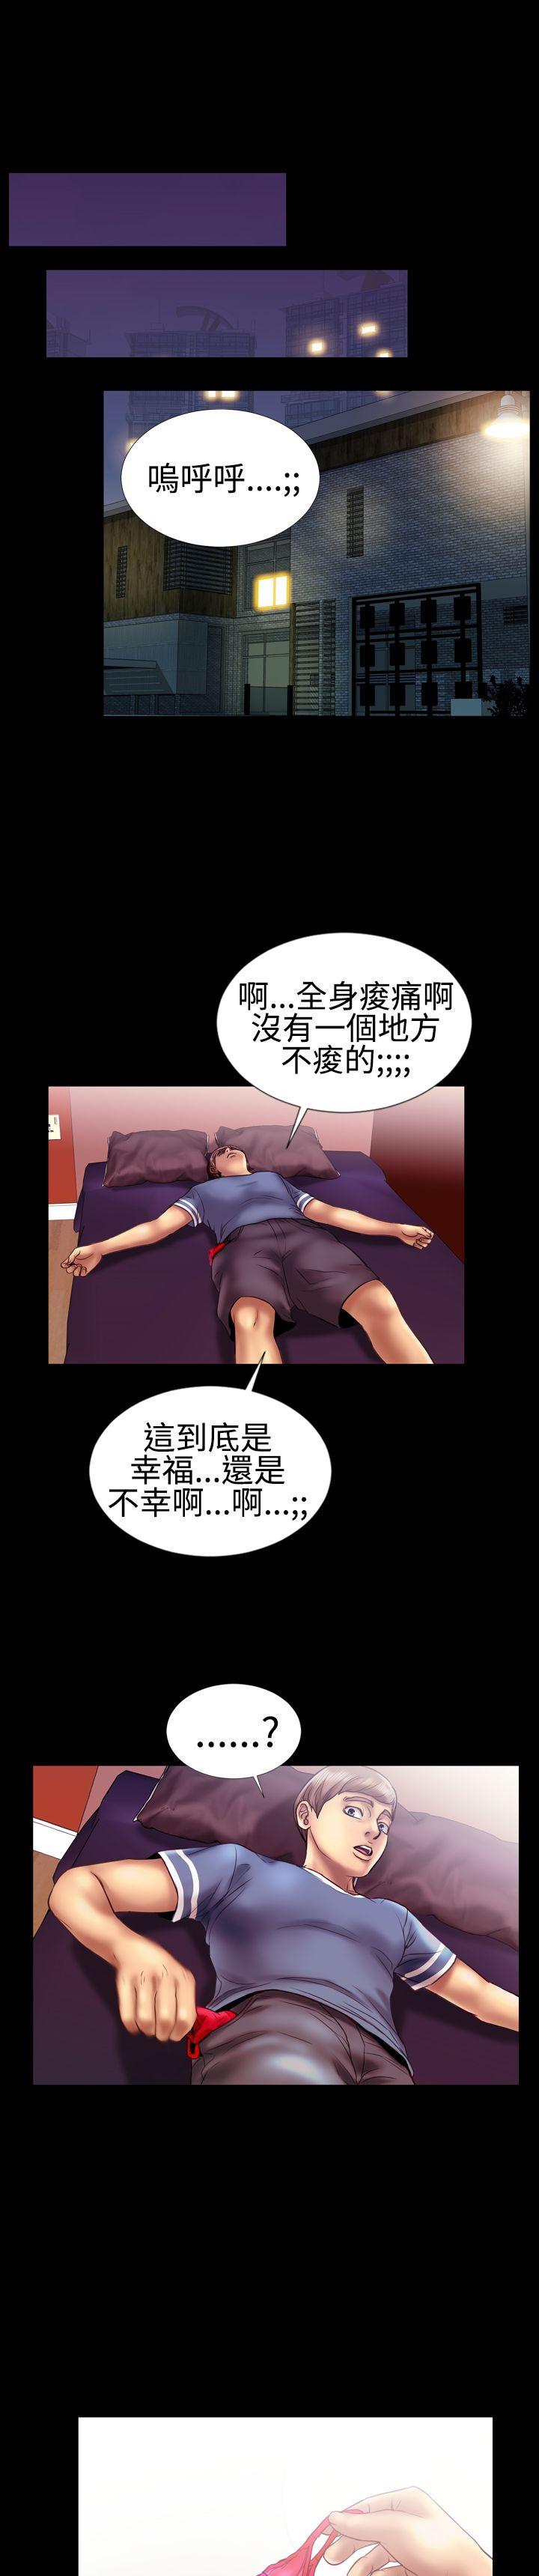 嗚呼呼....;;
啊...全身痠痛啊
沒有一個地方
不痠的;;;;
這到底是
幸福...還是
不幸啊...啊...;;
......?